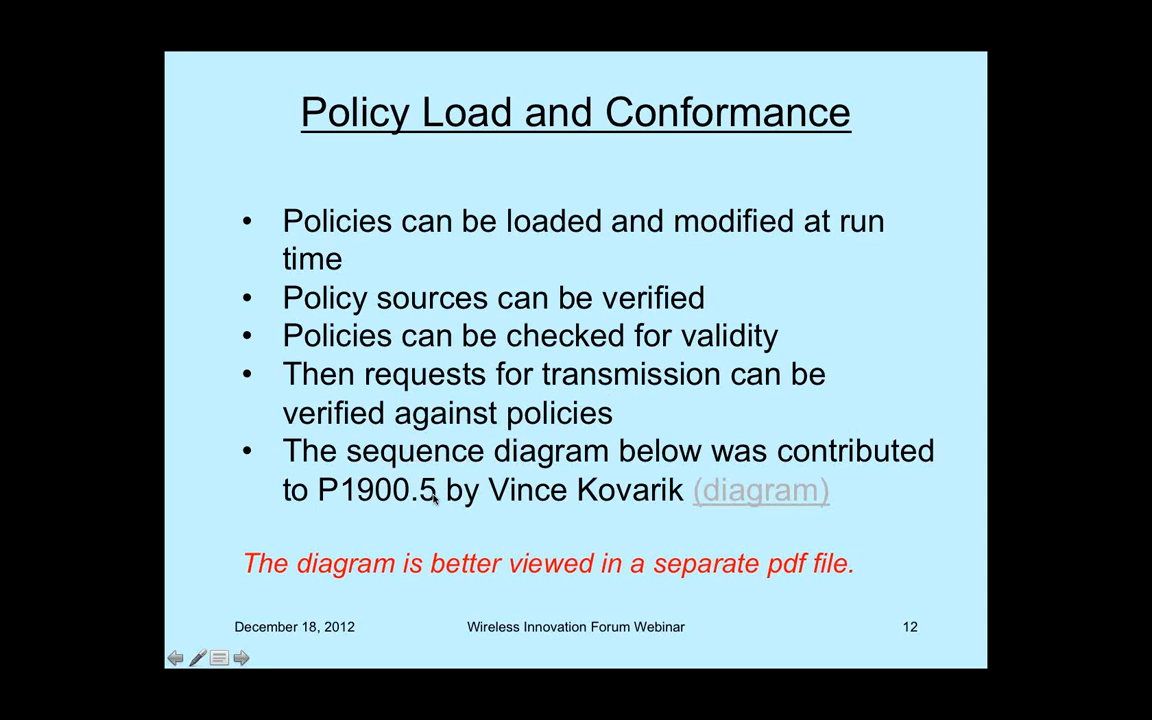 Policy Load and Conformance
• Policies can be loaded and modified at run
time
• Policy sources can be verified
• Policies can be checked for validity
• Then requests for transmission can be
verified against policies
• The sequence diagram below was contributed
to P1900.5 by Vince Kovarik (diagram)
The diagram is better viewed in a separate pdf file.
December 18, 2012 Wireless Innovation Forum Webinar 12